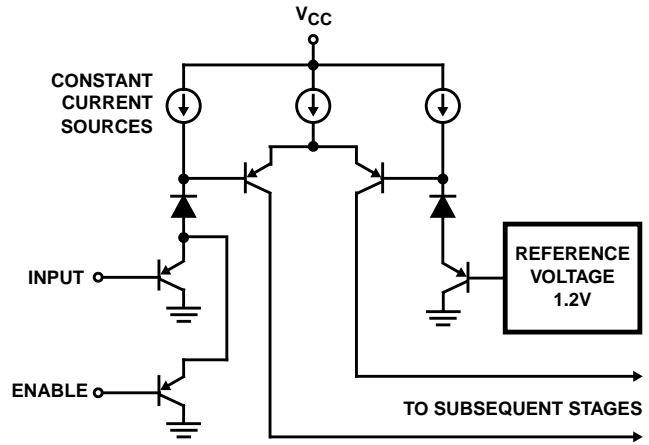 VCC
CONSTANT
CURRENT
SOURCES
INPUT
REFERENCE
VOLTAGE
1.2V
ENABLE
TO SUBSEQUENT STAGES